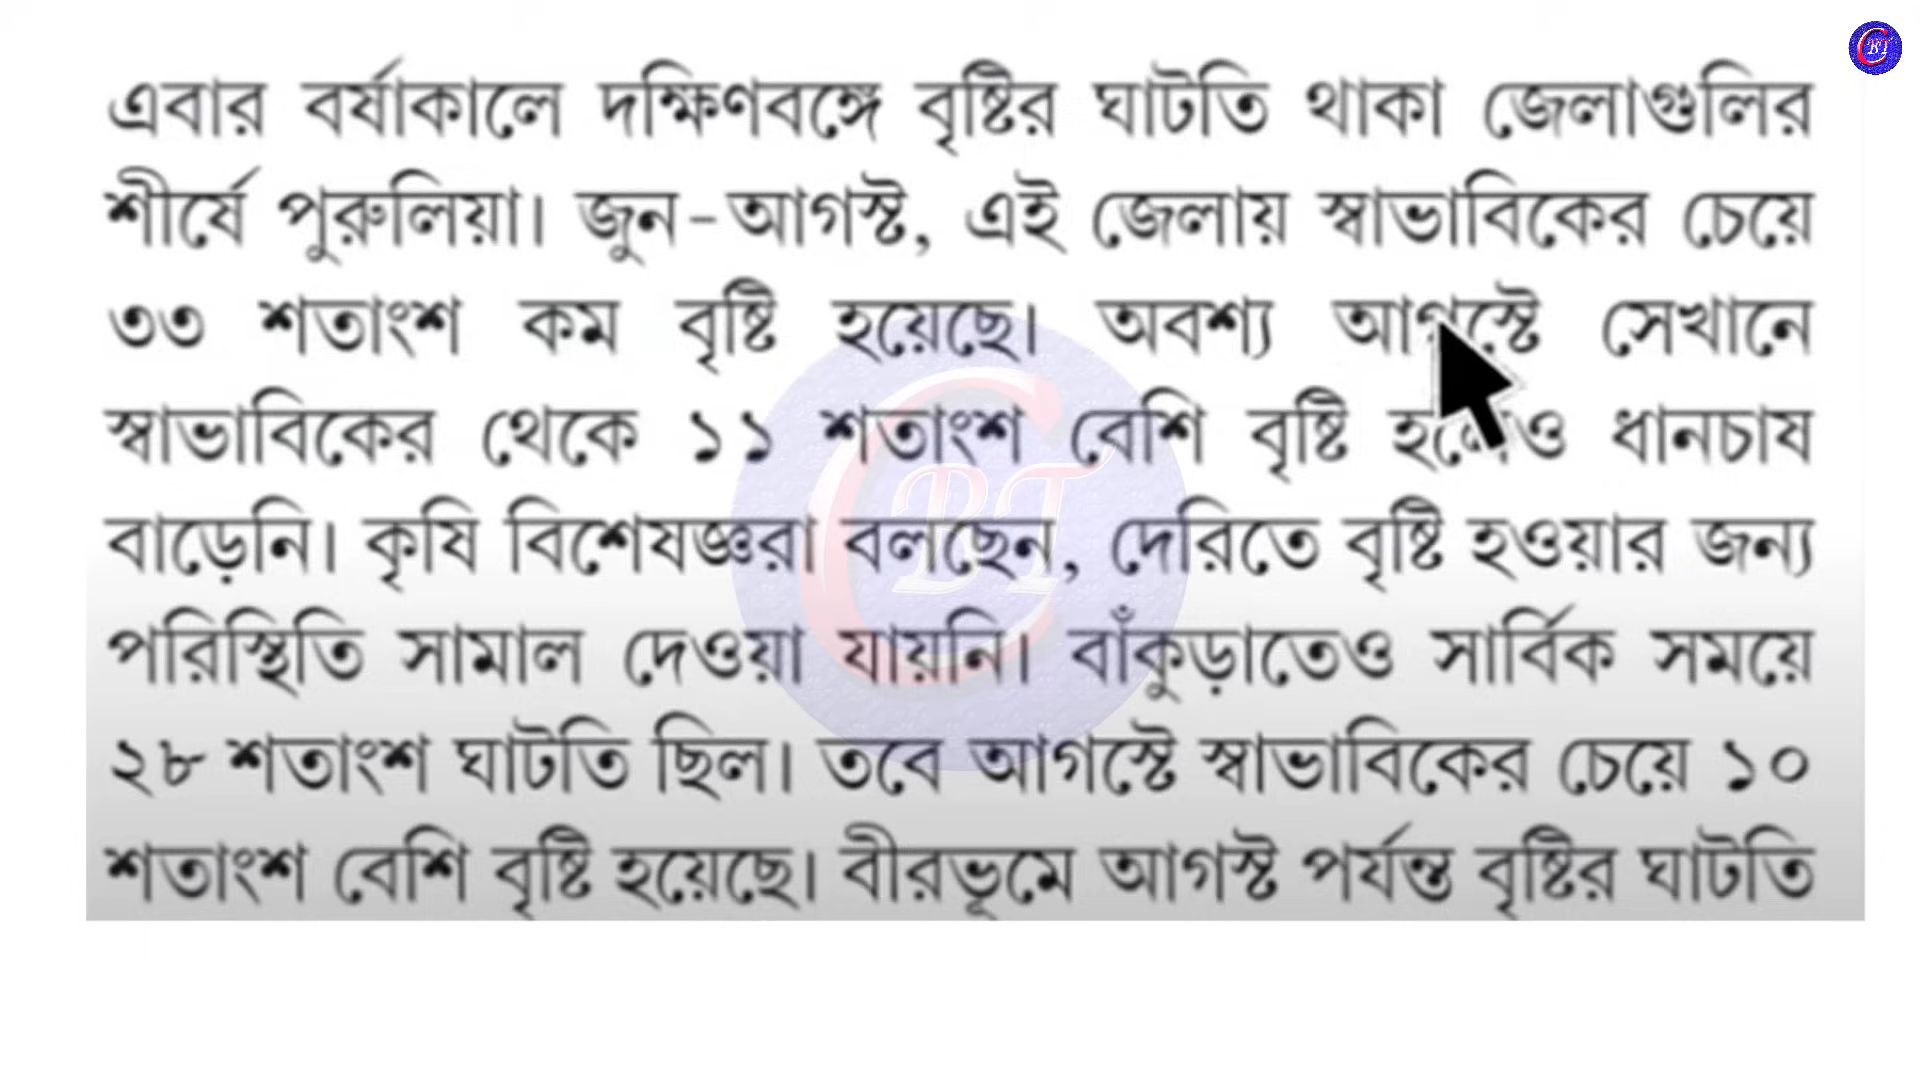 এবার বর্ষাকালে দক্ষিণবঙ্গে বৃষ্টির ঘাটতি থাকা জেলাগুলির
শীর্ষে পুরুলিয়া। জুন-আগস্ট, এই জেলায় স্বাভাবিকের চেয়ে
৩৩ শতাংশ কম বৃষ্টি হয়েছে। অবশ্য আগস্টে সেখানে
স্বাভাবিকের থেকে ১১ শতাংশ বেশি বৃষ্টি হলেও ধানচাষ
বাড়েনি। কৃষি বিশেষজ্ঞরা বলছেন, দেরিতে বৃষ্টি হওয়ার জন্য
পরিস্থিতি সামাল দেওয়া যায়নি। বাঁকুড়াতেও সার্বিক সময়ে
২৮ শতাংশ ঘাটতি ছিল। তবে আগস্টে স্বাভাবিকের চেয়ে ১০
শতাংশ বেশি বৃষ্টি হয়েছে। বীরভূমে আগস্ট পর্যন্ত বৃষ্টির ঘাটতি
CBT
CBT